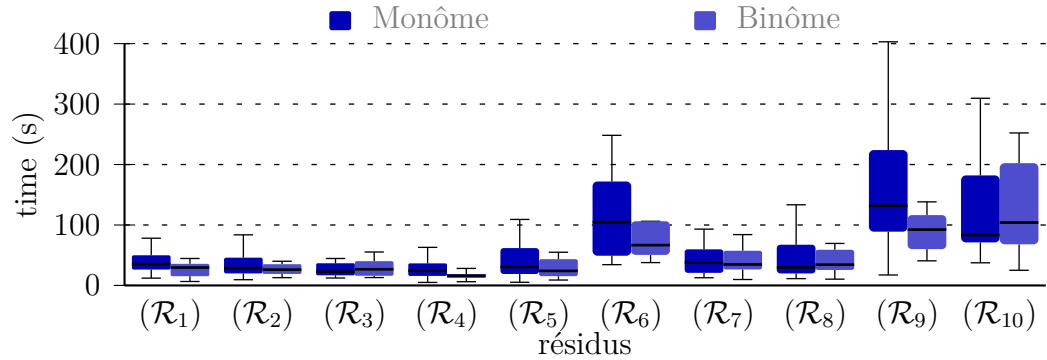 Monôme Binôme
400
300
200
100
0
time (s)
(ℛ₁) (ℛ₂) (ℛ₃) (ℛ₄) (ℛ₅) (ℛ₆) (ℛ₇) (ℛ₈) (ℛ₉) (ℛ₁₀)
résidus